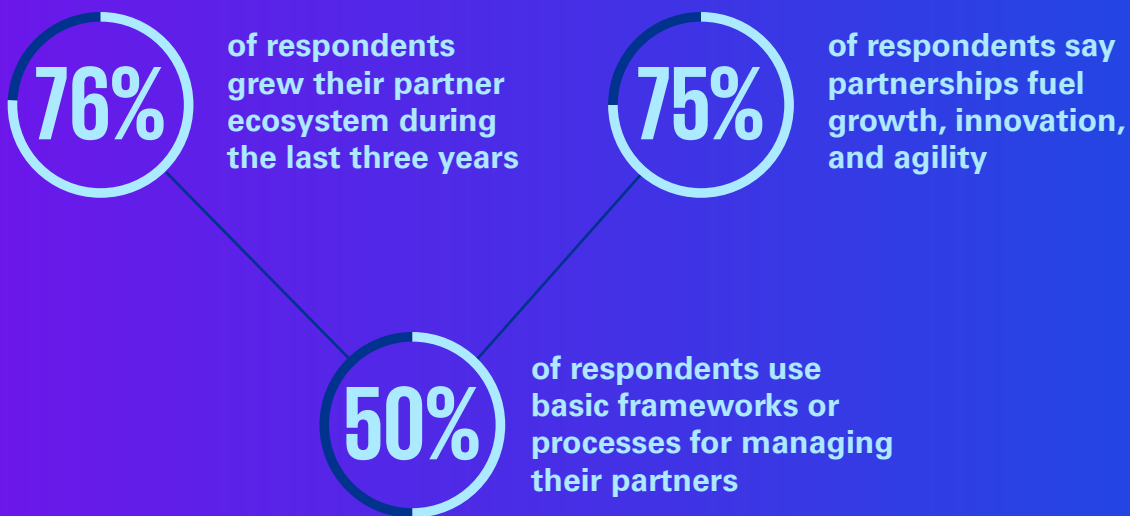 76%
of respondents
grew their partner
ecosystem during
the last three years
75%
of respondents say
partnerships fuel
growth, innovation,
and agility
50%
of respondents use
basic frameworks or
processes for managing
their partners